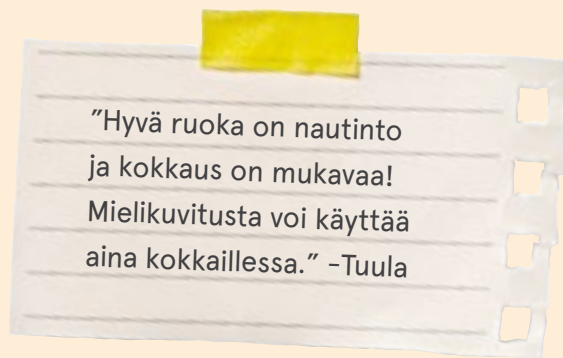 ”Hyvä ruoka on nautinto
ja kokkaus on mukavaa!
Mielikuvitusta voi käyttää
aina kokkaillessa.” -Tuula